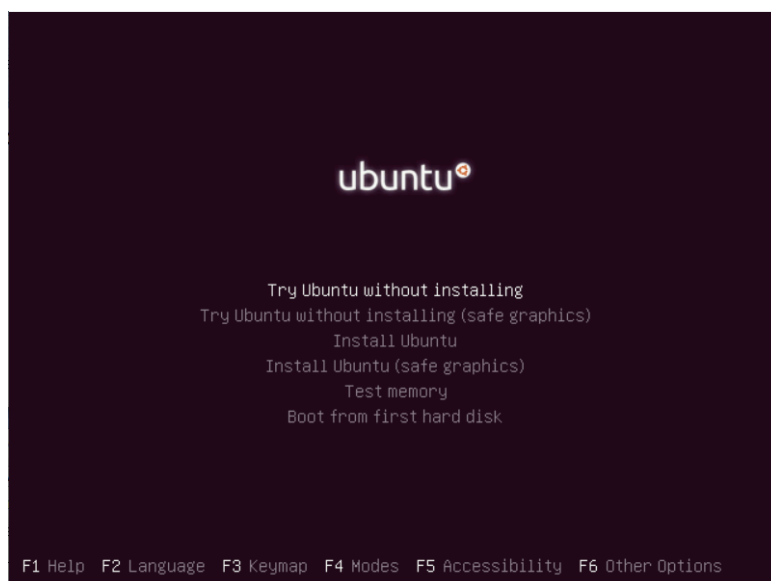 ubuntu
Try Ubuntu without installing
Try Ubuntu without installing (safe graphics)
Install Ubuntu
Install Ubuntu (safe graphics)
Test memory
Boot from first hard disk
F1 Help F2 Language F3 Keymap F4 Modes F5 Accessibility F6 Other Options